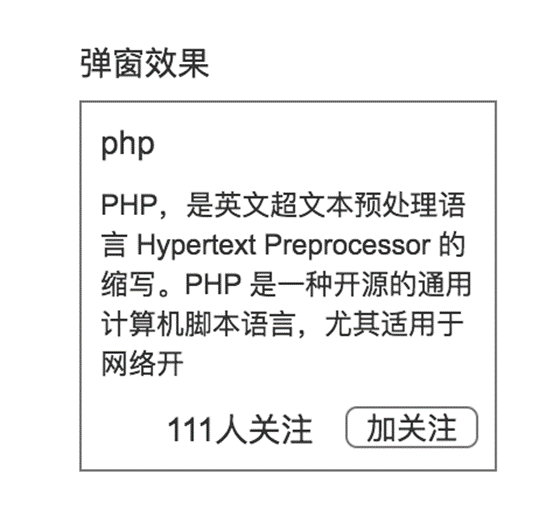 弹窗效果
php
PHP，是英文超文本预处理语
言 Hypertext Preprocessor 的
缩写。PHP 是一种开源的通用
计算机脚本语言，尤其适用于
网络开
111人关注 加关注